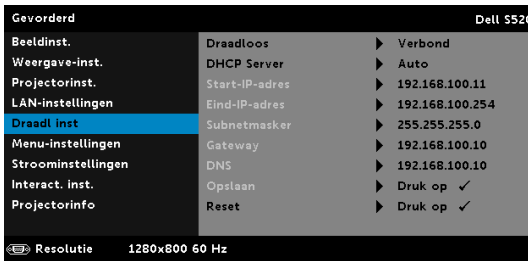 Gevorderd Dell S520
Beeldinst. Draadloos Verbond
Weergave-inst. DHCP Server Auto
Projectorinst. Start-IP-adres 192.168.100.11
LAN-instellingen Eind-IP-adres 192.168.100.254
Draadl inst Subnetmasker 255.255.255.0
Menu-instellingen Gateway 192.168.100.10
Stroominstellingen DNS 192.168.100.10
Interact. inst. Opslaan Druk op ✓
Projectorinfo Reset Druk op ✓
Resolutie 1280x800 60 Hz